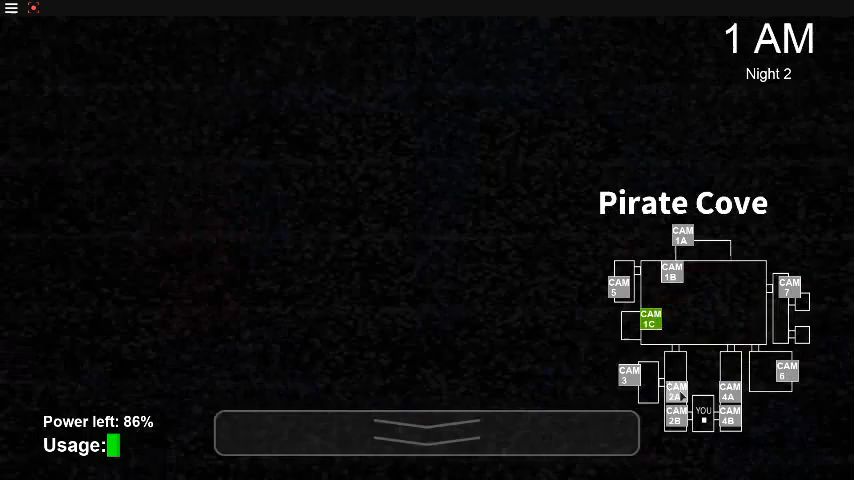 1 AM
Night 2
Pirate Cove
CAM
1A
CAM
1B
CAM
5
CAM
7
CAM
1C
CAM
3
CAM
6
CAM
2A
CAM
4A
CAM
2B
YOU
CAM
4B
Power left: 86%
Usage: